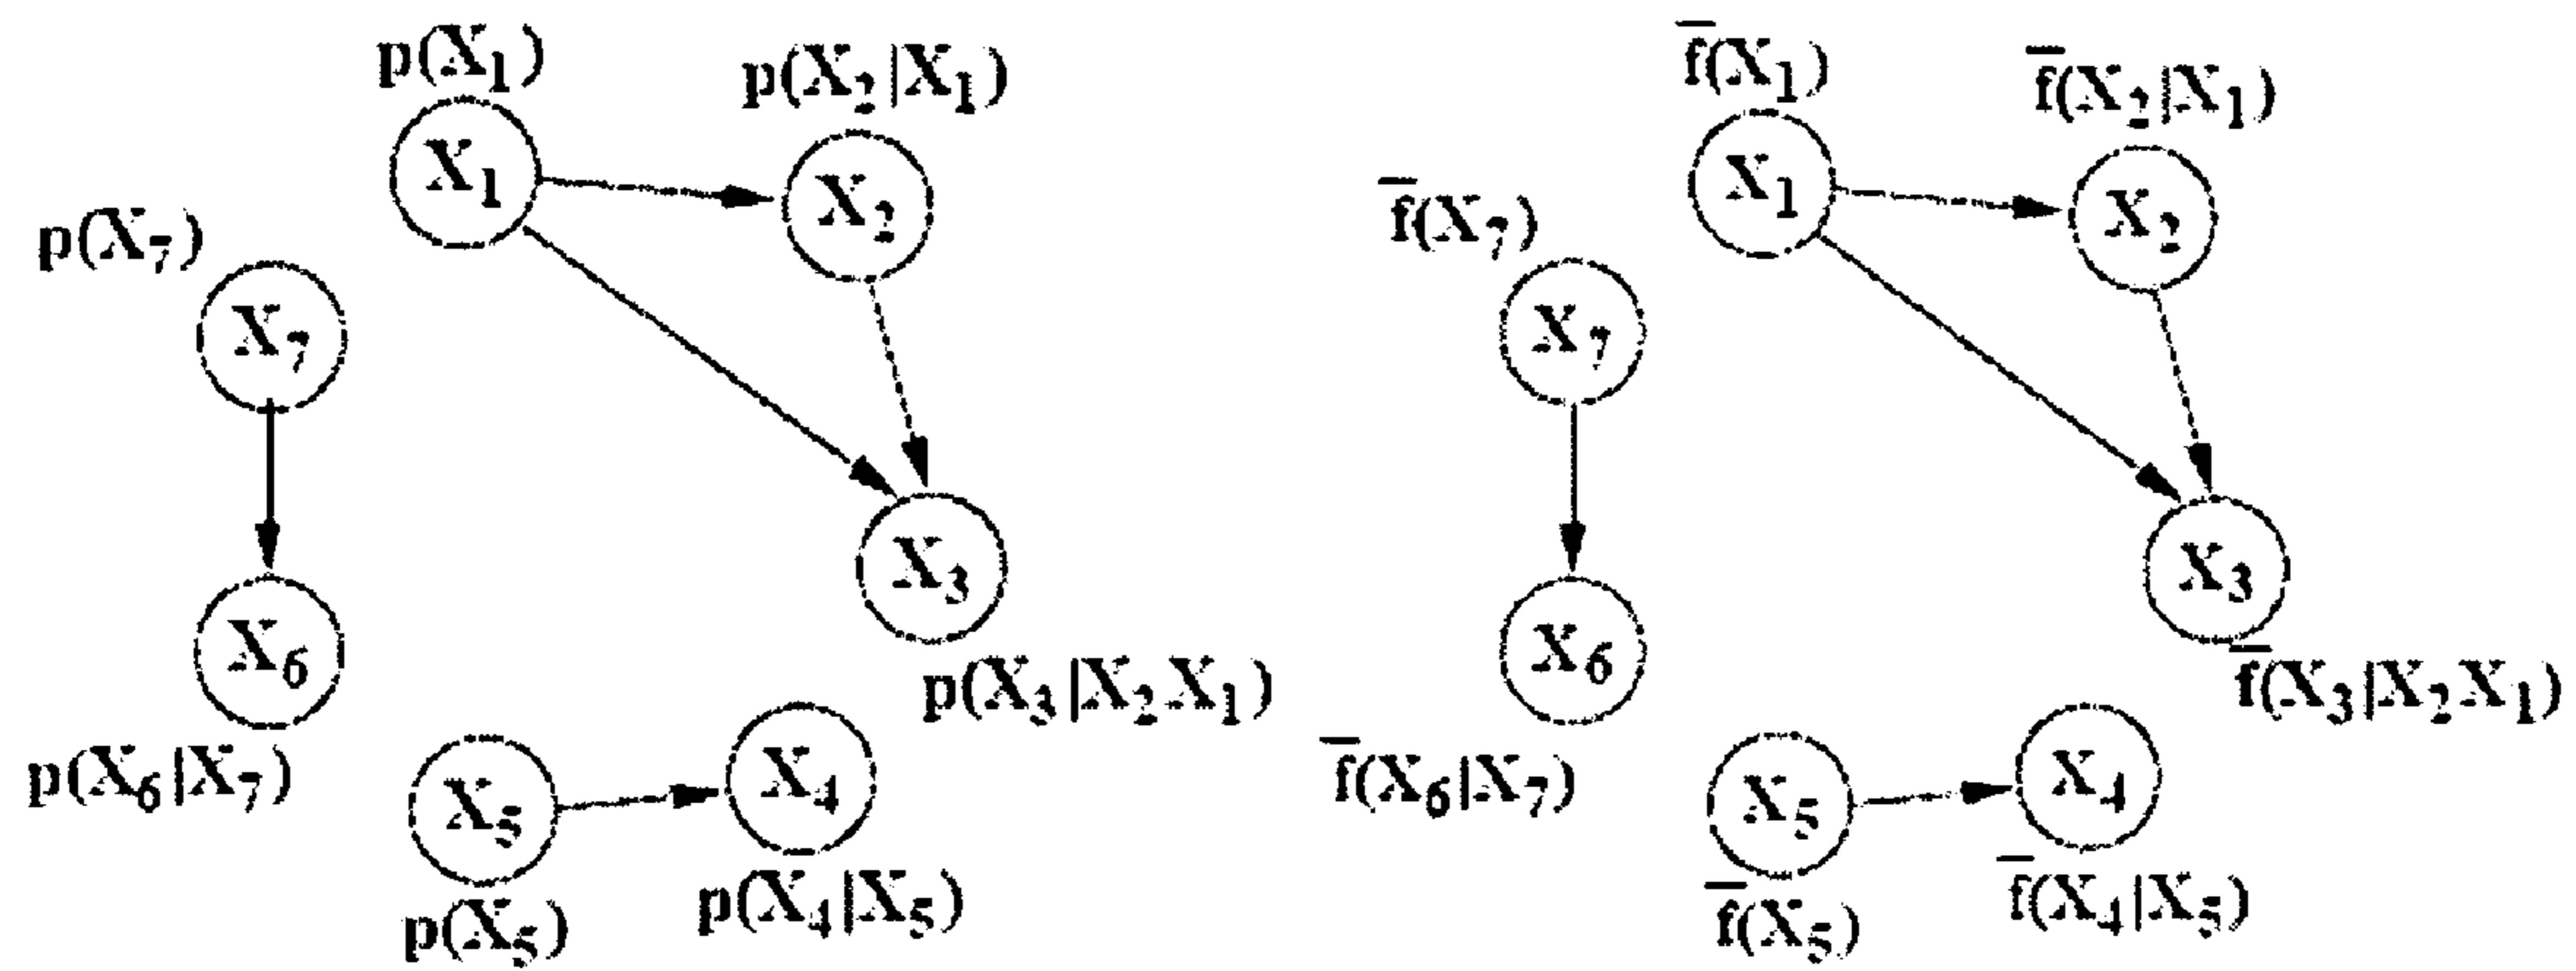 p(X₁)
p(X₂|X₁)
X₁
X₂
p(X₇)
X₇
X₃
X₆
p(X₃|X₂X₁)
p(X₆|X₇)
X₅
X₄
p(X₅)
p(X₄|X₅)
f̅(X₁)
f̅(X₂|X₁)
X₁
X₂
f̅(X₇)
X₇
X₃
X₆
f̅(X₃|X₂X₁)
f̅(X₆|X₇)
X₅
X₄
f̅(X₅)
f̅(X₄|X₅)